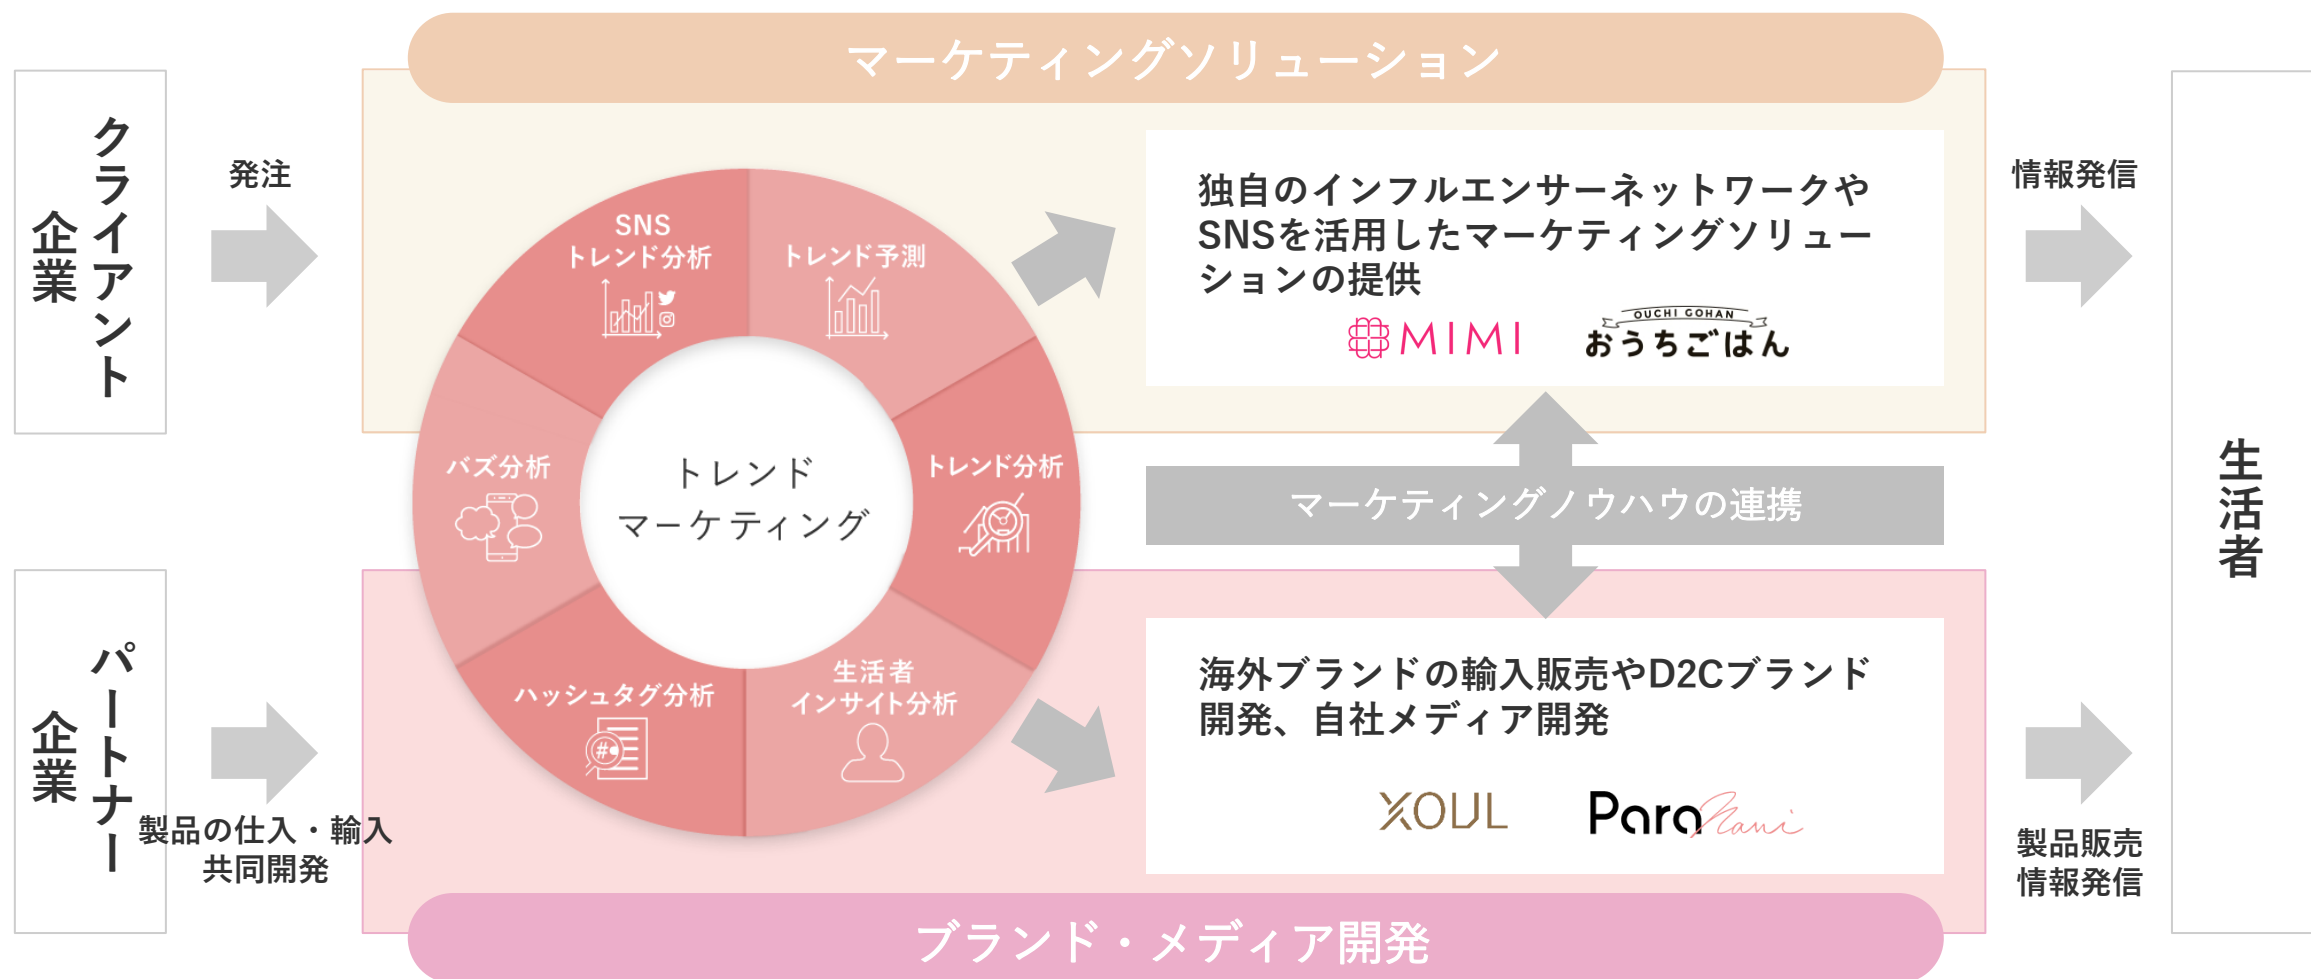 マーケティングソリューション
クライアント
企業
発注
SNS
トレンド分析
トレンド予測
トレンド分析
生活者
インサイト分析
ハッシュタグ分析
#
バズ分析
トレンド
マーケティング
独自のインフルエンサーネットワークや
SNSを活用したマーケティングソリュー
ションの提供
MIMI
OUCHI GOHAN
おうちごはん
情報発信
マーケティングノウハウの連携
生活者
パートナー
企業
製品の仕入・輸入
共同開発
海外ブランドの輸入販売やD2Cブランド
開発、自社メディア開発
XOUL
ParaNani
製品販売
情報発信
ブランド・メディア開発